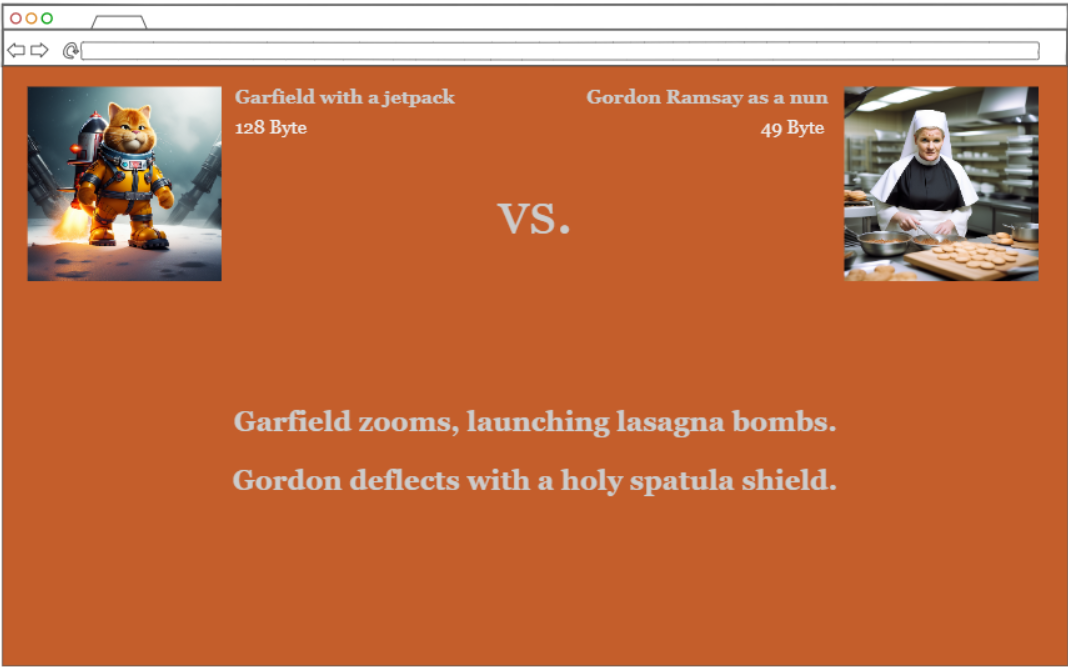 Garfield with a jetpack
128 Byte
Gordon Ramsay as a nun
49 Byte
vs.
Garfield zooms, launching lasagna bombs.
Gordon deflects with a holy spatula shield.